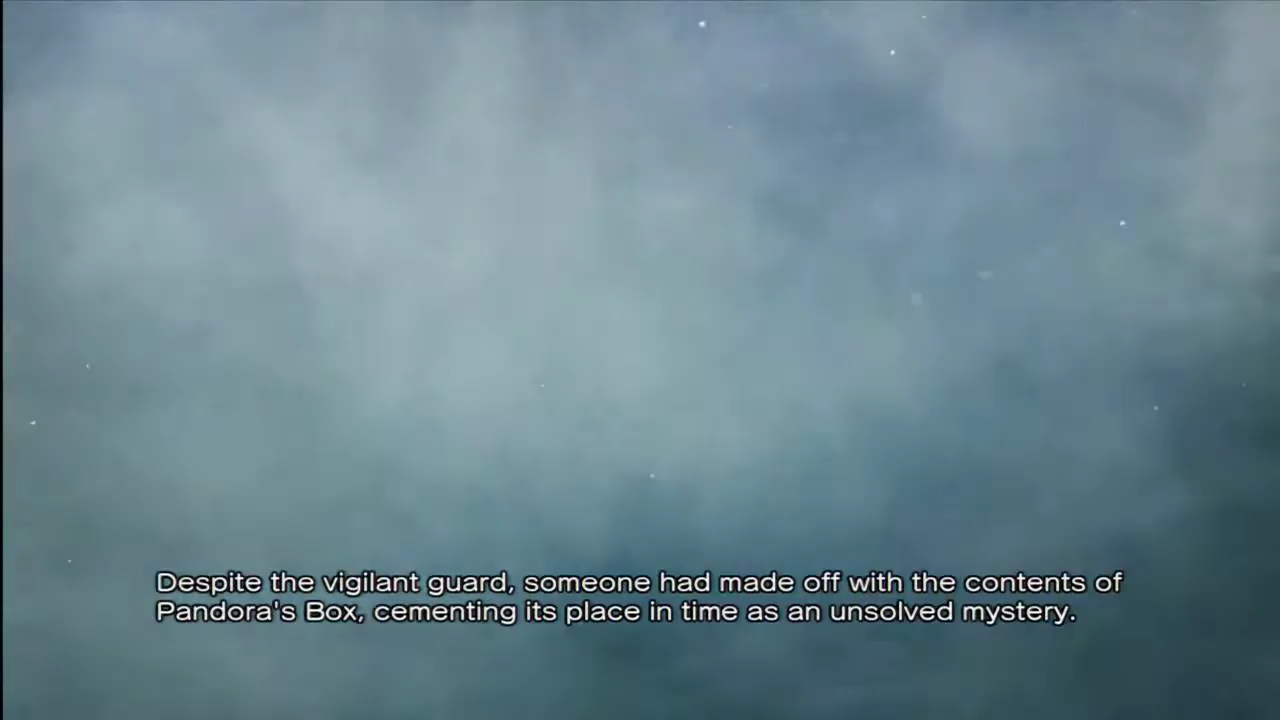 Despite the vigilant guard, someone had made off with the contents of
Pandora's Box, cementing its place in time as an unsolved mystery.